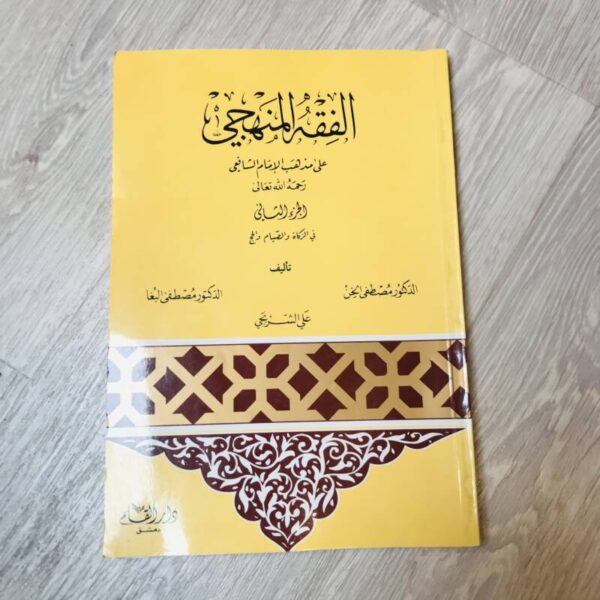 الفقه المنهجي
على مذهب الإمام الشافعي
رحمه الله تعالى
الجزء الثاني
في الزكاة والصيام والحج
تأليف
الدكتور مصطفى الخن الدكتور مصطفى البغا
علي الشربجي
دار القلم
دمشق